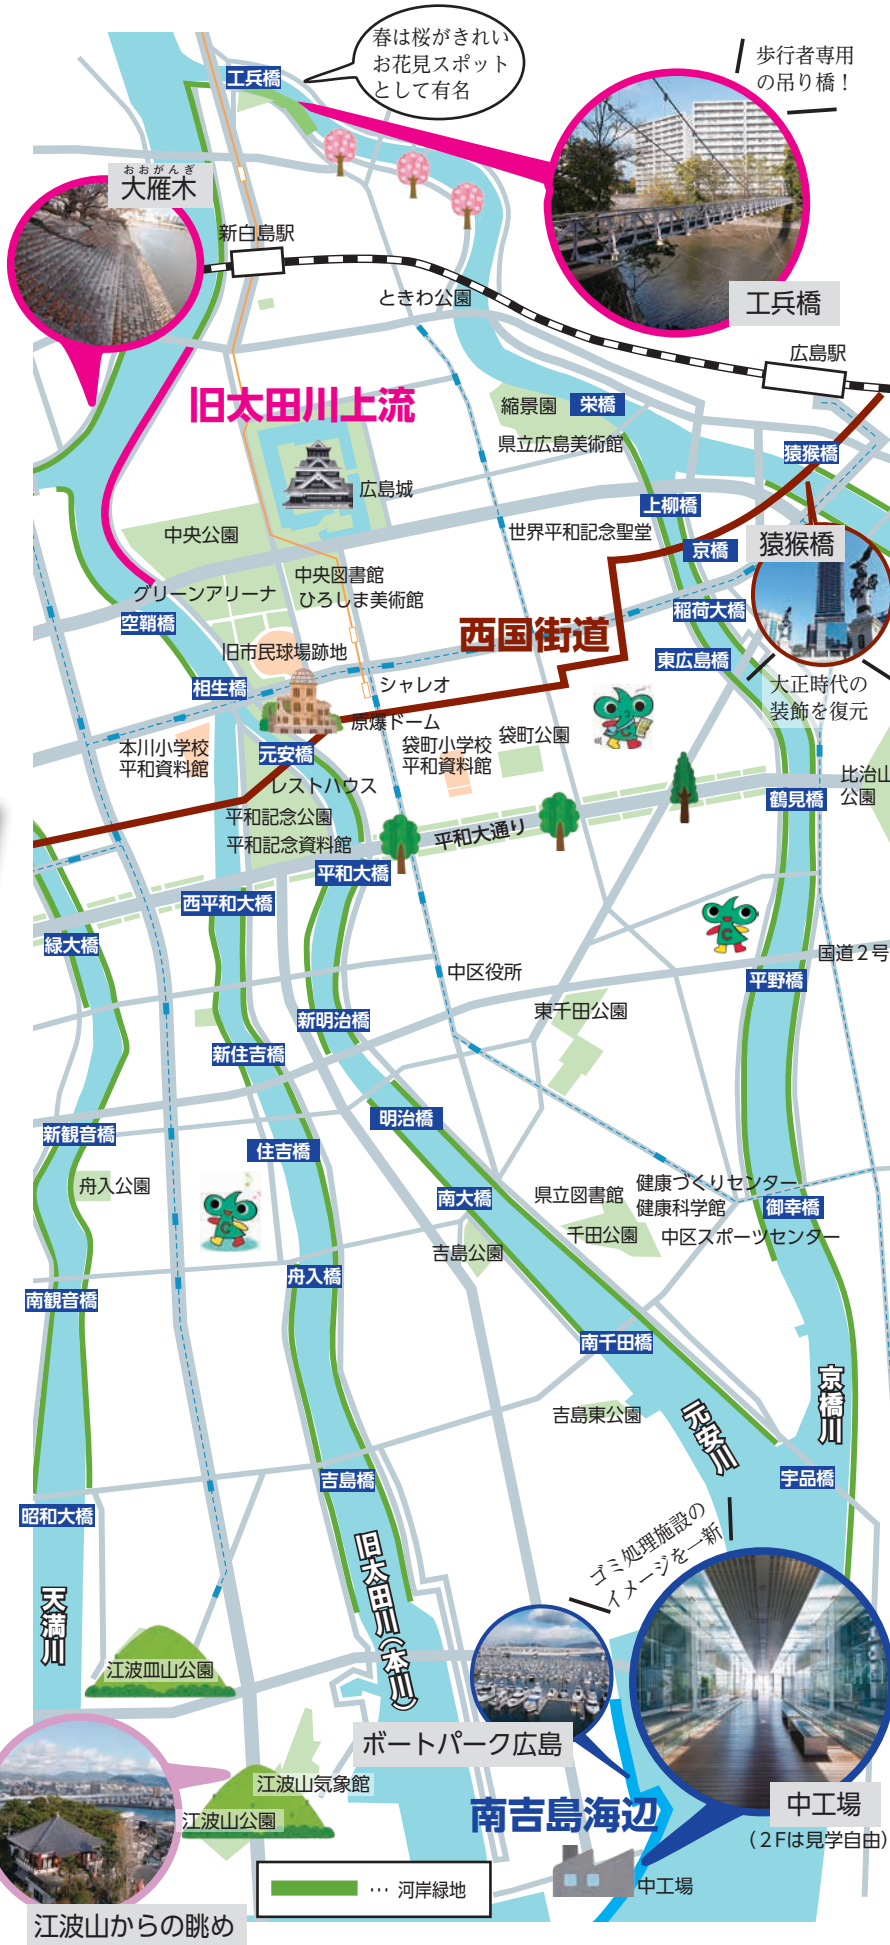 春は桜がきれい
お花見スポット
として有名
工兵橋
歩行者専用
の吊り橋！
おおがんぎ
大雁木
新白島駅
ときわ公園
工兵橋
広島駅
旧太田川上流
縮景園
栄橋
県立広島美術館
猿猴橋
広島城
上柳橋
中央公園
世界平和記念聖堂
京橋
猿猴橋
中央図書館
グリーンアリーナ
ひろしま美術館
空鞘橋
稲荷大橋
西国街道
旧市民球場跡地
東広島橋
相生橋
シャレオ
大正時代の
装飾を復元
原爆ドーム
本川小学校
平和資料館
元安橋
袋町小学校
平和資料館
袋町公園
レストハウス
比治山
公園
鶴見橋
平和記念公園
平和大通り
平和記念資料館
平和大橋
西平和大橋
緑大橋
国道２号
中区役所
平野橋
東千田公園
新明治橋
新住吉橋
明治橋
新観音橋
住吉橋
舟入公園
健康づくりセンター
県立図書館
南大橋
健康科学館
御幸橋
千田公園
中区スポーツセンター
吉島公園
舟入橋
南観音橋
南千田橋
京橋川
吉島東公園
元安川
宇品橋
吉島橋
昭和大橋
ゴミ処理施設の
イメージを一新
旧太田川（本川）
天満川
江波皿山公園
ボートパーク広島
江波山気象館
江波山公園
南吉島海辺
中工場
（２Fは見学自由）
中工場
… 河岸緑地
江波山からの眺め